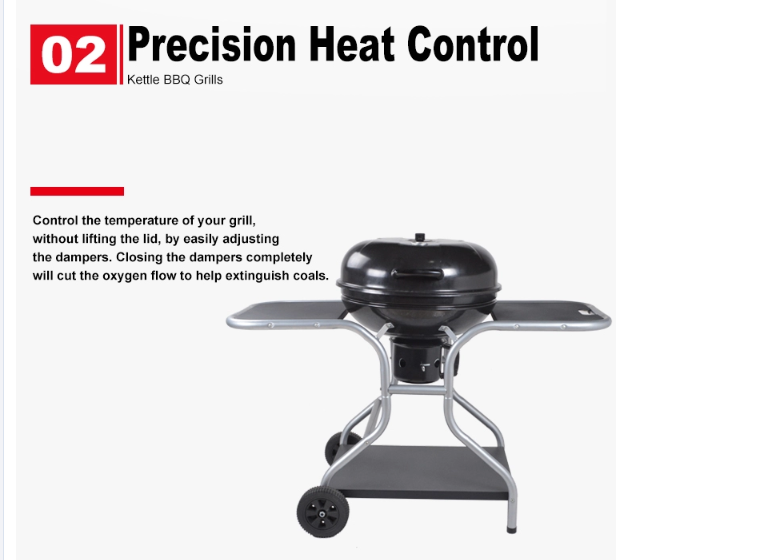 02
Precision Heat Control
Kettle BBQ Grills
Control the temperature of your grill,
without lifting the lid, by easily adjusting
the dampers. Closing the dampers completely
will cut the oxygen flow to help extinguish coals.